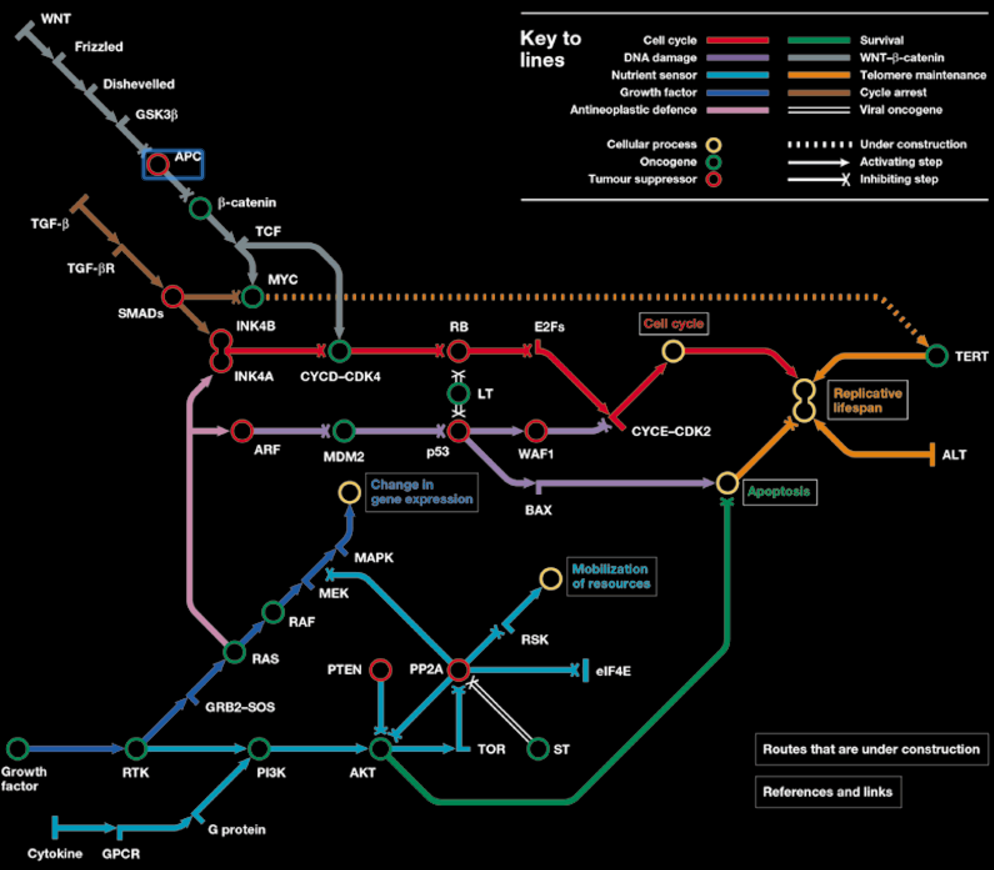 WNT
Frizzled
Dishevelled
GSK3β
APC
β-catenin
TCF
MYC
TGF-β
TGF-βR
SMADs
INK4B
INK4A
CYCD–CDK4
RB
E2Fs
Cell cycle
LT
TERT
Replicative
lifespan
ARF
MDM2
p53
WAF1
CYCE–CDK2
ALT
BAX
Apoptosis
Change in
gene expression
MAPK
MEK
RAF
RAS
GRB2–SOS
Mobilization
of resources
RSK
PTEN
PP2A
eIF4E
Growth
factor
RTK
PI3K
AKT
TOR
ST
G protein
Cytokine
GPCR
Key to
lines
Cell cycle
Survival
DNA damage
WNT–β-catenin
Nutrient sensor
Telomere maintenance
Growth factor
Cycle arrest
Antineoplastic defence
Viral oncogene
Cellular process
Under construction
Oncogene
Activating step
Tumour suppressor
Inhibiting step
Routes that are under construction
References and links